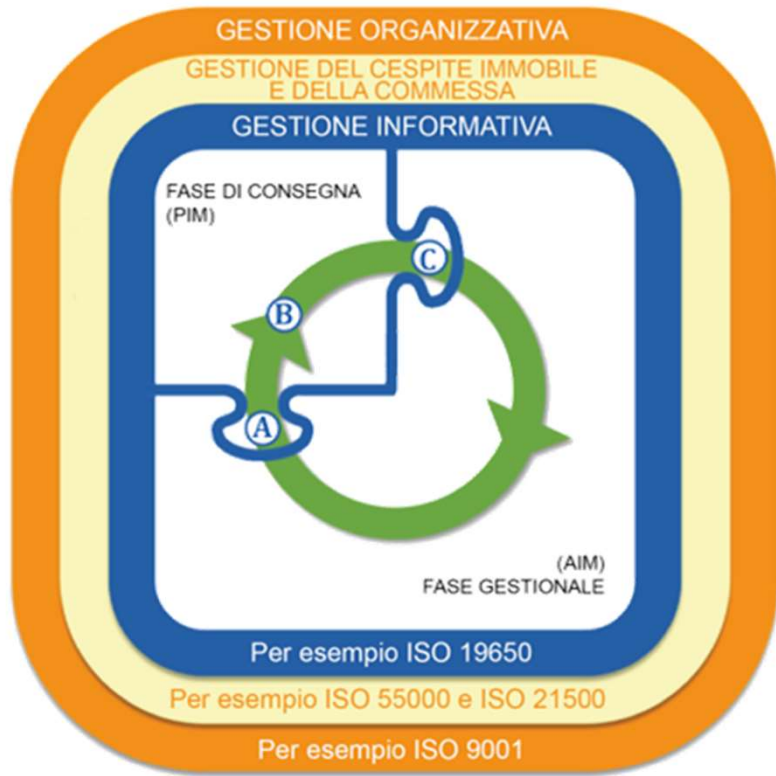 GESTIONE ORGANIZZATIVA
GESTIONE DEL CESPITE IMMOBILE
E DELLA COMMESSA
GESTIONE INFORMATIVA
FASE DI CONSEGNA
(PIM)
C
B
A
(AIM)
FASE GESTIONALE
Per esempio ISO 19650
Per esempio ISO 55000 e ISO 21500
Per esempio ISO 9001